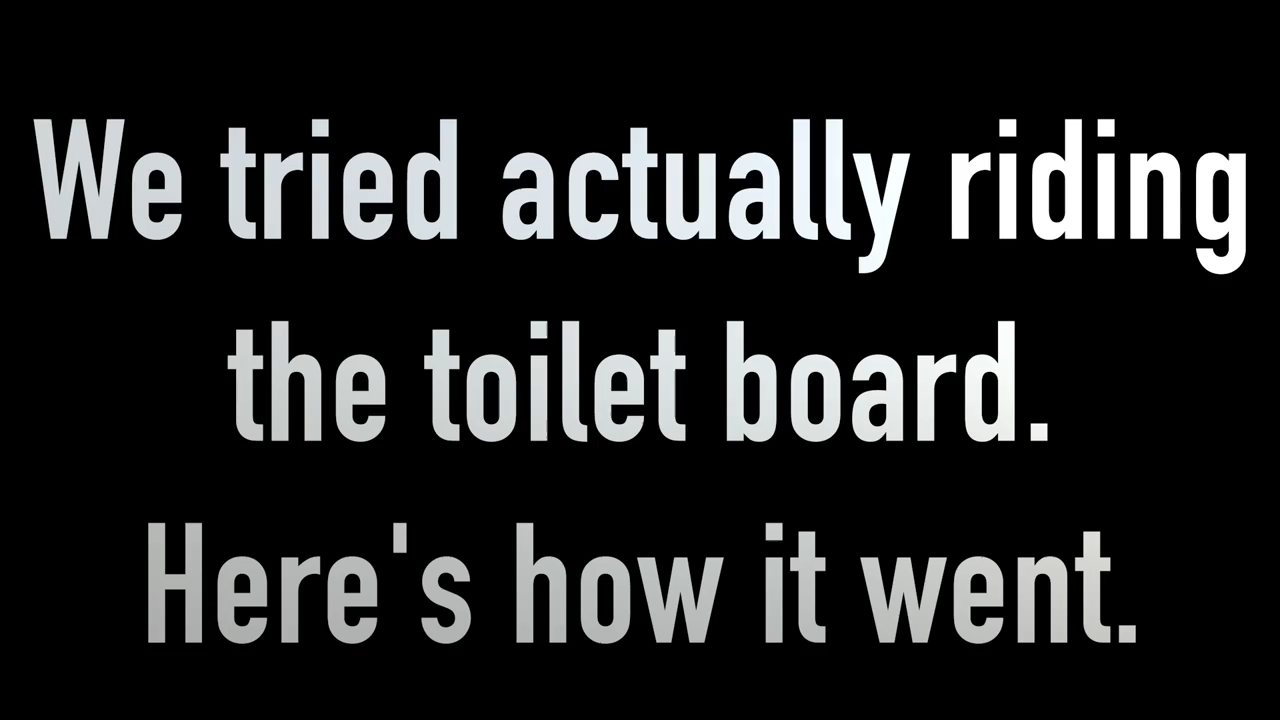 We tried actually riding
the toilet board.
Here's how it went.